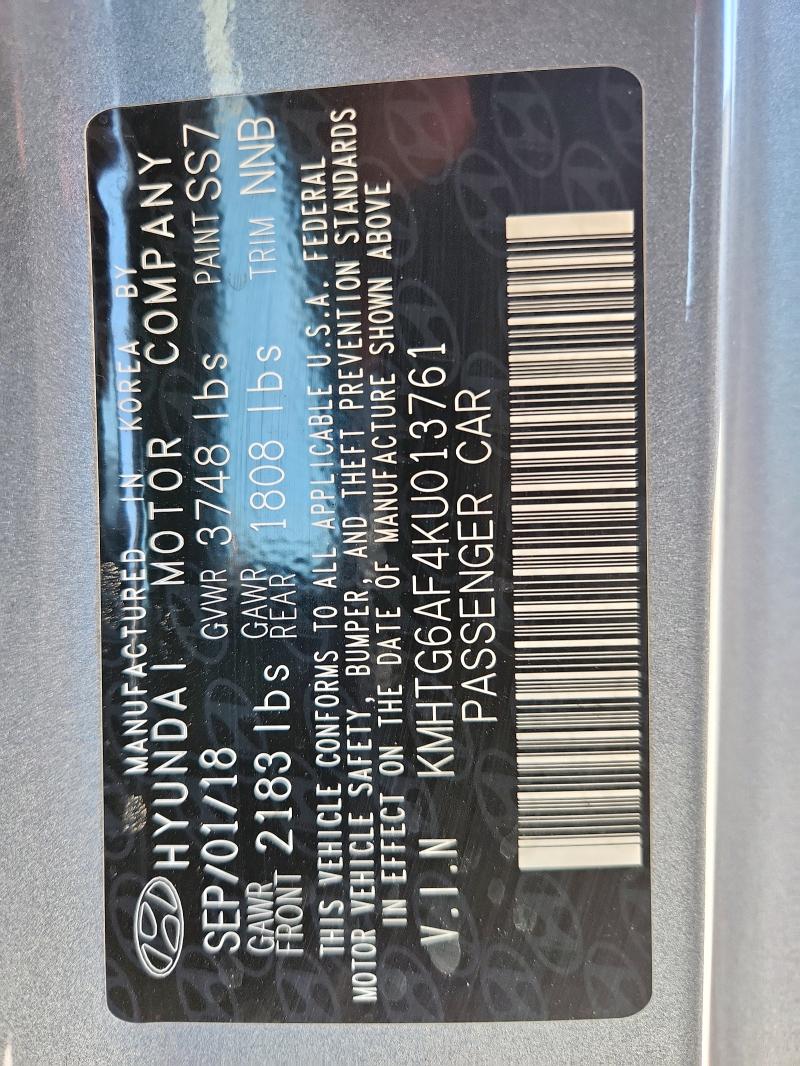 MANUFACTURED IN KOREA BY
HYUNDAI MOTOR COMPANY
SEP/01/18 GVWR 3748 lbs PAINT SS7
GAWR FRONT 2183 lbs GAWR REAR 1808 lbs TRIM NNB
THIS VEHICLE CONFORMS TO ALL APPLICABLE U.S.A. FEDERAL
MOTOR VEHICLE SAFETY, BUMPER, AND THEFT PREVENTION STANDARDS
IN EFFECT ON THE DATE OF MANUFACTURE SHOWN ABOVE
V.I.N KMHTG6AF4KU013761
PASSENGER CAR